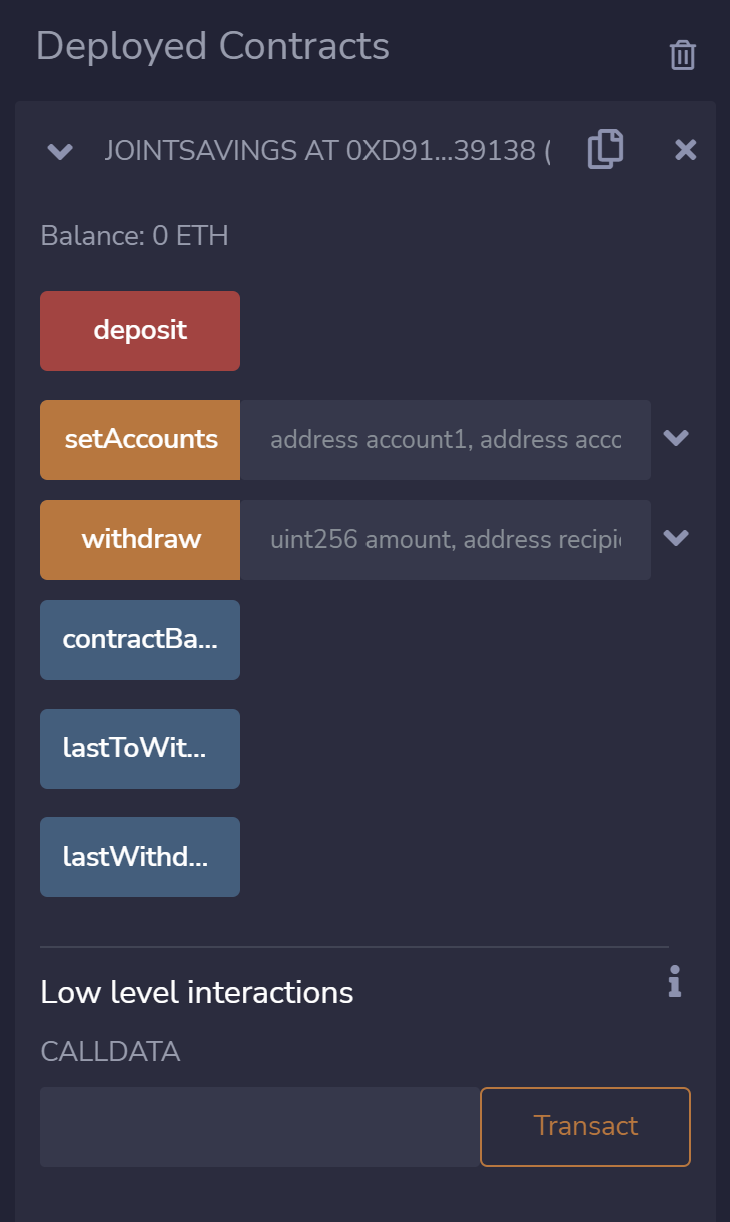 Deployed Contracts
JOINTSAVINGS AT 0XD91...39138 (
Balance: 0 ETH
deposit
setAccounts address account1, address acco
withdraw uint256 amount, address recipie
contractBa...
lastToWit...
lastWithd...
Low level interactions
CALLDATA
Transact